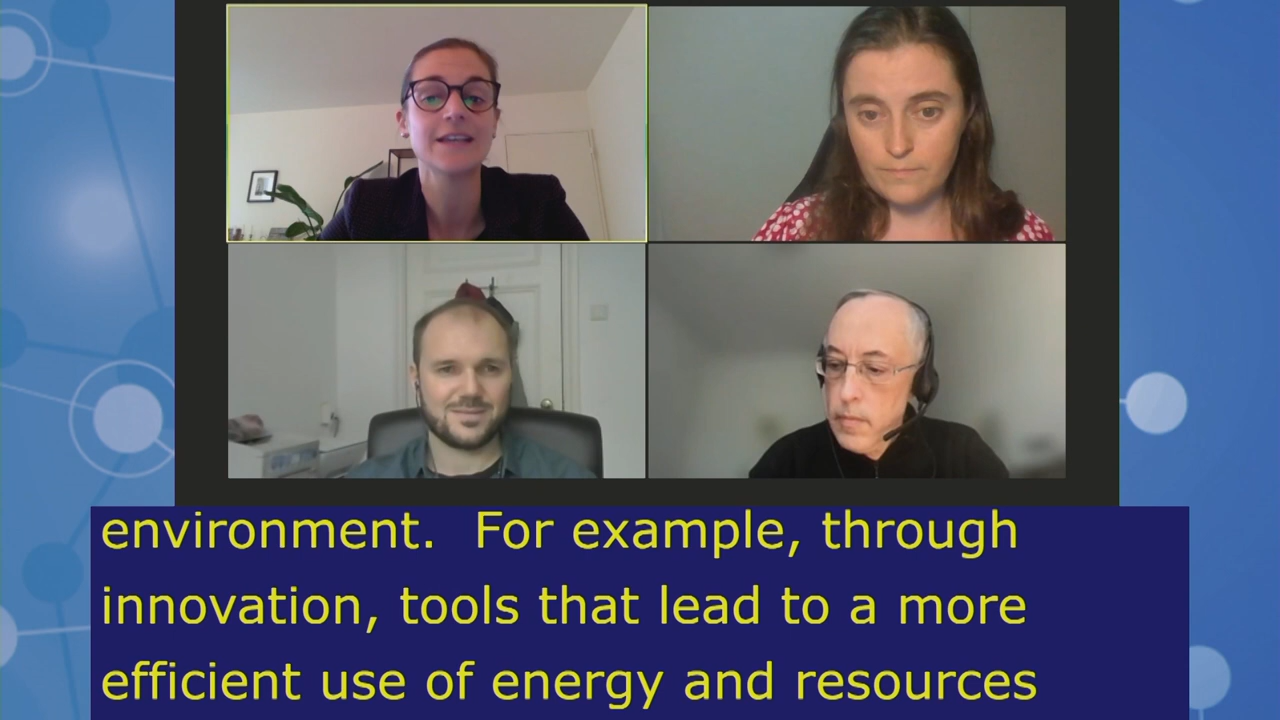 environment.  For example, through
innovation, tools that lead to a more
efficient use of energy and resources